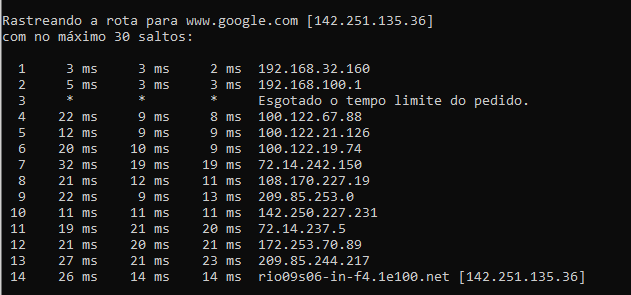 Rastreando a rota para www.google.com [142.251.135.36]
com no máximo 30 saltos:
1 3 ms 3 ms 2 ms 192.168.32.160
2 5 ms 3 ms 3 ms 192.168.100.1
3 * * * Esgotado o tempo limite do pedido.
4 22 ms 9 ms 8 ms 100.122.67.88
5 12 ms 9 ms 9 ms 100.122.21.126
6 20 ms 10 ms 9 ms 100.122.19.74
7 32 ms 19 ms 19 ms 72.14.242.150
8 21 ms 12 ms 11 ms 108.170.227.19
9 22 ms 9 ms 13 ms 209.85.253.0
10 11 ms 11 ms 11 ms 142.250.227.231
11 19 ms 21 ms 20 ms 72.14.237.5
12 21 ms 20 ms 21 ms 172.253.70.89
13 27 ms 21 ms 23 ms 209.85.244.217
14 26 ms 14 ms 14 ms rio09s06-in-f4.1e100.net [142.251.135.36]